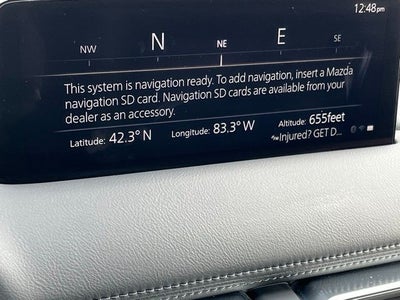 12:48pm
NW N NE E SE
This system is navigation ready. To add navigation, insert a Mazda
navigation SD card. Navigation SD cards are available from your
dealer as an accessory.
Latitude: 42.3° N Longitude: 83.3° W Altitude: 655feet
Injured? GET D...